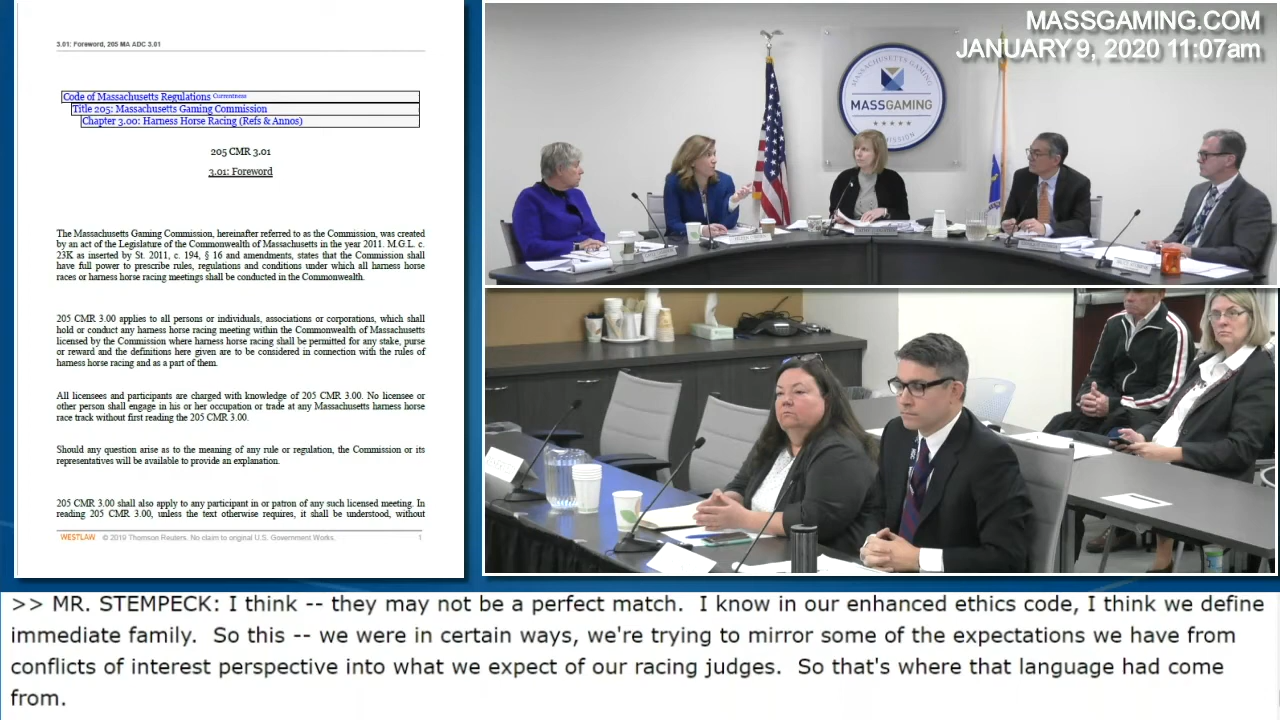 3.01: Foreword, 205 MA ADC 3.01
Code of Massachusetts Regulations Currentness
Title 205: Massachusetts Gaming Commission
Chapter 3.00: Harness Horse Racing (Refs & Annos)
205 CMR 3.01
3.01: Foreword
The Massachusetts Gaming Commission, hereinafter referred to as the Commission, was created
by an act of the Legislature of the Commonwealth of Massachusetts in the year 2011. M.G.L. c.
23K as inserted by St. 2011, c. 194, § 16 and amendments, states that the Commission shall
have full power to prescribe rules, regulations and conditions under which all harness horse
races or harness horse racing meetings shall be conducted in the Commonwealth.
205 CMR 3.00 applies to all persons or individuals, associations or corporations, which shall
hold or conduct any harness horse racing meeting within the Commonwealth of Massachusetts
licensed by the Commission where harness horse racing shall be permitted for any stake, purse
or reward and the definitions here given are to be considered in connection with the rules of
harness horse racing and as a part of them.
All licensees and participants are charged with knowledge of 205 CMR 3.00. No licensee or
other person shall engage in his or her occupation or trade at any Massachusetts harness horse
race track without first reading the 205 CMR 3.00.
Should any question arise as to the meaning of any rule or regulation, the Commission or its
representatives will be available to provide an explanation.
205 CMR 3.00 shall also apply to any participant in or patron of any such licensed meeting. In
reading 205 CMR 3.00, unless the text otherwise requires, it shall be understood, without
WESTLAW © 2019 Thomson Reuters. No claim to original U.S. Government Works. 1
MASSGAMING.COM
JANUARY 9, 2020 11:07am
MASSACHUSETTS GAMING
MASSGAMING
COMMISSION
>> MR. STEMPECK: I think -- they may not be a perfect match. I know in our enhanced ethics code, I think we define
immediate family. So this -- we were in certain ways, we're trying to mirror some of the expectations we have from
conflicts of interest perspective into what we expect of our racing judges. So that's where that language had come
from.